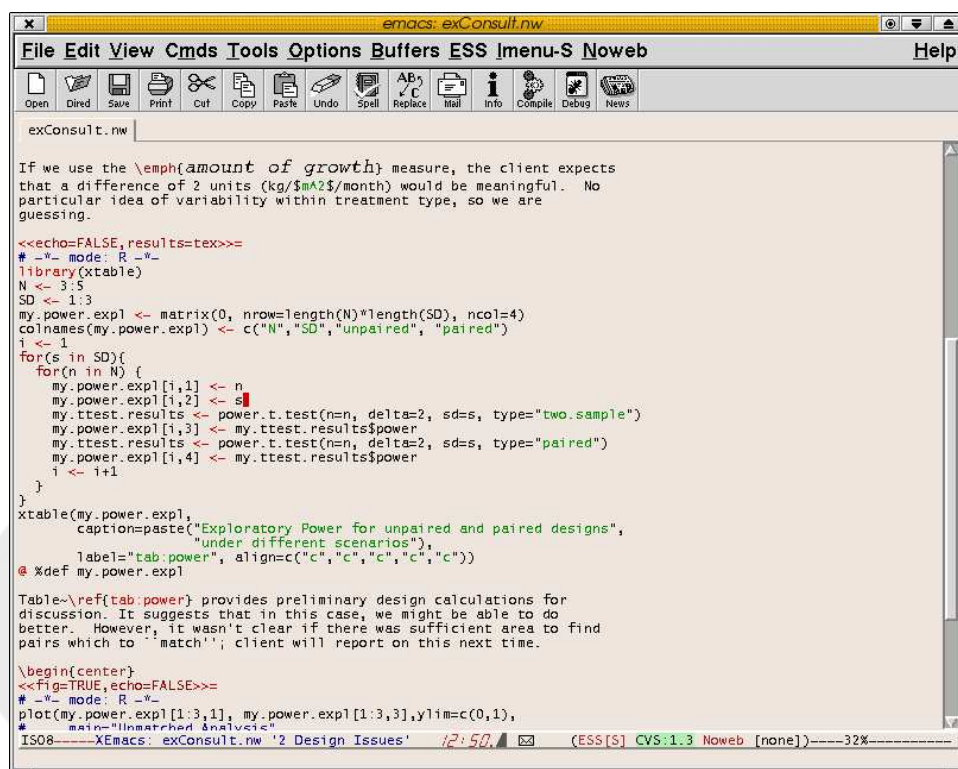 emacs: exConsult.nw
File Edit View Cmds Tools Options Buffers ESS Imenu-S Noweb Help
Open Dired Save Print Cut Copy Paste Undo Spell Replace Mail Info Compile Debug News
exConsult.nw
If we use the \emph{amount of growth} measure, the client expects
that a difference of 2 units (kg/$m^2$/month) would be meaningful.  No
particular idea of variability within treatment type, so we are
guessing.
<<echo=FALSE,results=tex>>=
# -*- mode: R -*-
library(xtable)
N <- 3:5
SD <- 1:3
my.power.expl <- matrix(0, nrow=length(N)*length(SD), ncol=4)
colnames(my.power.expl) <- c("N","SD","unpaired", "paired")
i <- 1
for(s in SD){
  for(n in N) {
    my.power.expl[i,1] <- n
    my.power.expl[i,2] <- s
    my.ttest.results <- power.t.test(n=n, delta=2, sd=s, type="two.sample")
    my.power.expl[i,3] <- my.ttest.results$power
    my.ttest.results <- power.t.test(n=n, delta=2, sd=s, type="paired")
    my.power.expl[i,4] <- my.ttest.results$power
    i <- i+1
  }
}
xtable(my.power.expl,
       caption=paste("Exploratory Power for unpaired and paired designs",
                     "under different scenarios"),
       label="tab:power", align=c("c","c","c","c","c"))
@ %def my.power.expl
Table~\ref{tab:power} provides preliminary design calculations for
discussion. It suggests that in this case, we might be able to do
better.  However, it wasn't clear if there was sufficient area to find
pairs which to ``match''; client will report on this next time.
\begin{center}
<<fig=TRUE,echo=FALSE>>=
# -*- mode: R -*-
plot(my.power.expl[1:3,1], my.power.expl[1:3,3],ylim=c(0,1),
#     main="Unmatched Analysis"
ISO8-----XEmacs: exConsult.nw '2 Design Issues' 12:50 (ESS[S] CVS:1.3 Noweb [none])----32%----------